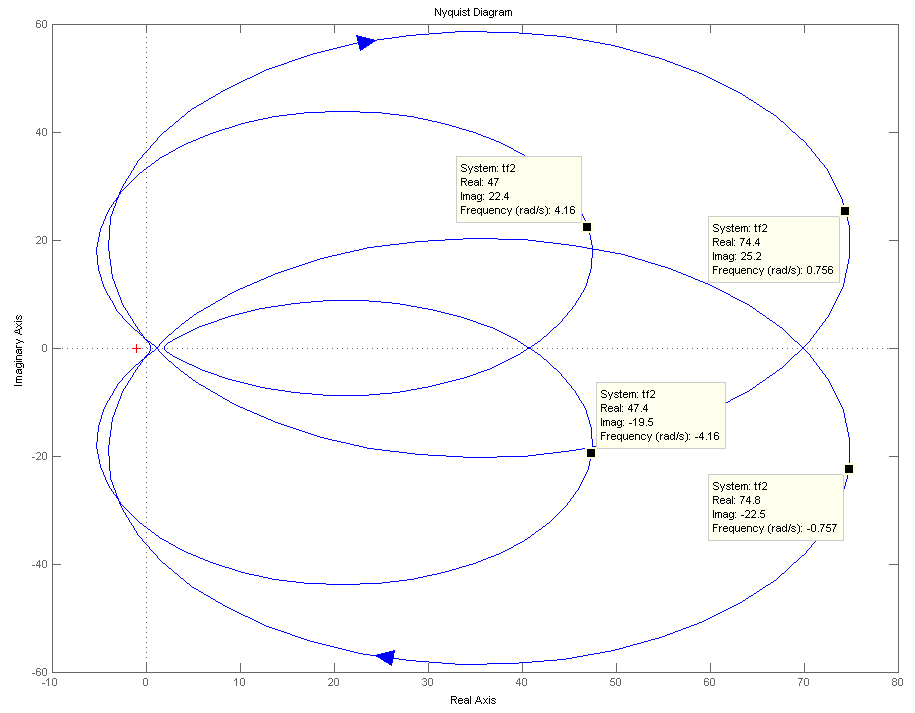 Nyquist Diagram
60
40
20
0
-20
-40
-60
Imaginary Axis
System: tf2
Real: 47
Imag: 22.4
Frequency (rad/s): 4.16
System: tf2
Real: 74.4
Imag: 25.2
Frequency (rad/s): 0.756
System: tf2
Real: 47.4
Imag: -19.5
Frequency (rad/s): -4.16
System: tf2
Real: 74.8
Imag: -22.5
Frequency (rad/s): -0.757
-10
0
10
20
30
40
50
60
70
80
Real Axis